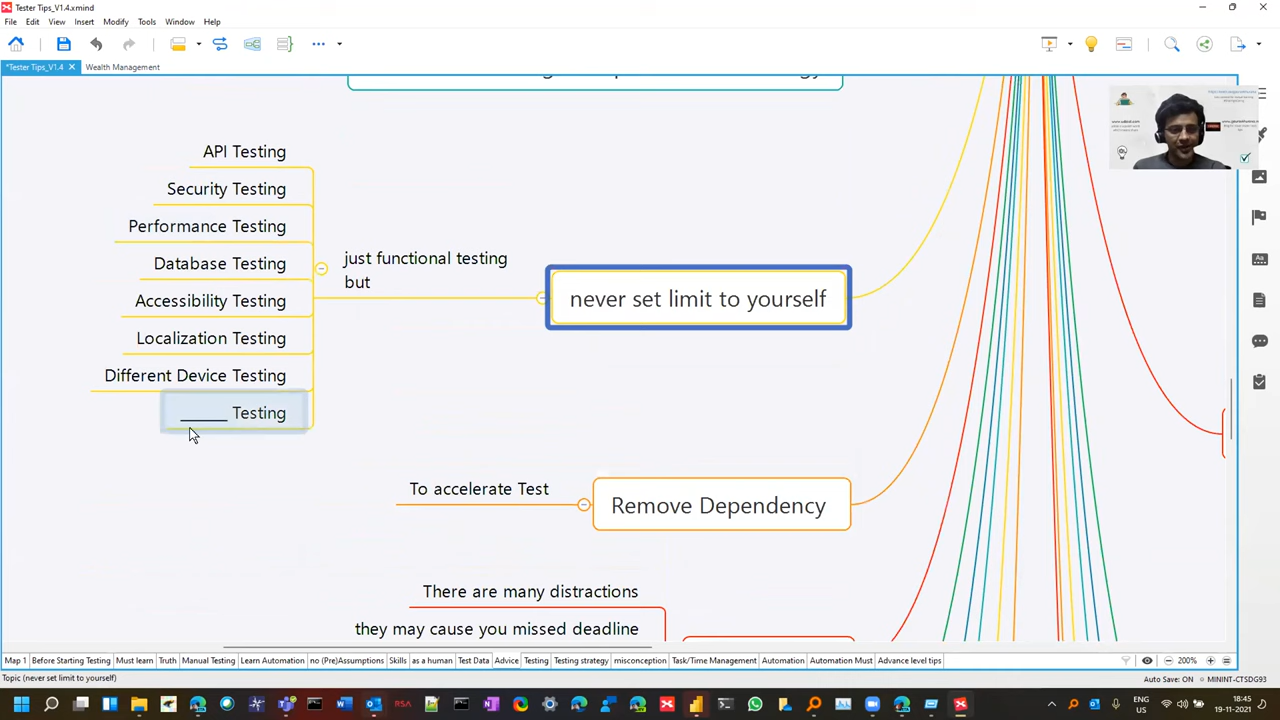 Tester Tips_V1.4.xmind
File Edit View Insert Modify Tools Window Help
*Tester Tips_V1.4
Wealth Management
API Testing
Security Testing
Performance Testing
Database Testing
Accessibility Testing
Localization Testing
Different Device Testing
_____ Testing
just functional testing
but
never set limit to yourself
To accelerate Test
Remove Dependency
There are many distractions
they may cause you missed deadline
Map 1 Before Starting Testing Must learn Truth Manual Testing Learn Automation no (Pre)Assumptions Skills as a human Test Data Advice Testing Testing strategy misconception Task/Time Management Automation Automation Must Advance level tips
200%
Topic (never set limit to yourself)
Auto Save: ON MININT-CTSDG93
RSA
ENG
US
18:45
19-11-2021